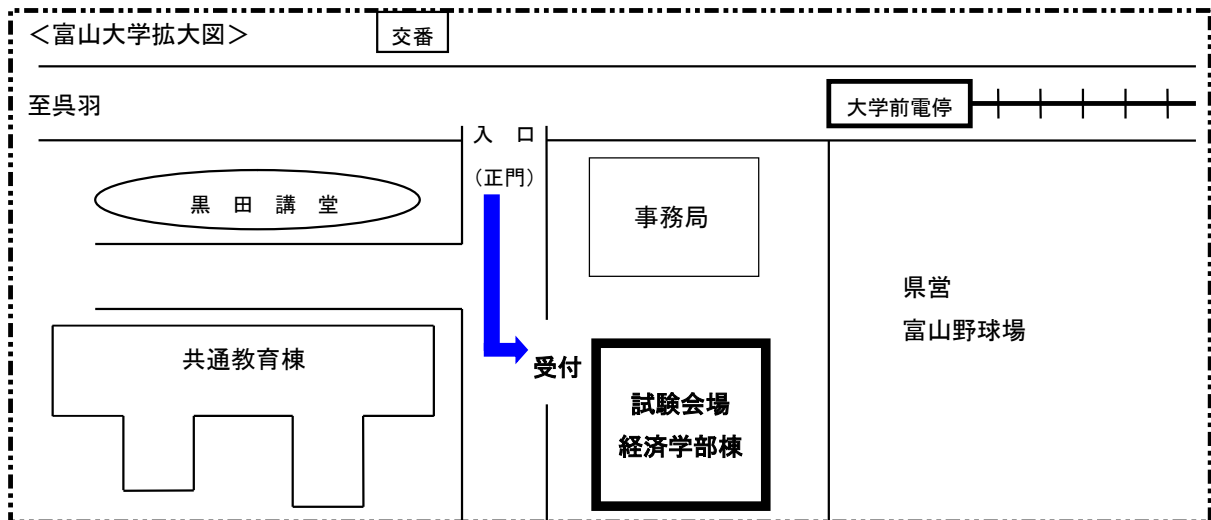 ＜富山大学拡大図＞
交番
至呉羽
大学前電停
入　口
（正門）
黒　田　講　堂
事務局
県営
富山野球場
共通教育棟
受付
試験会場
経済学部棟